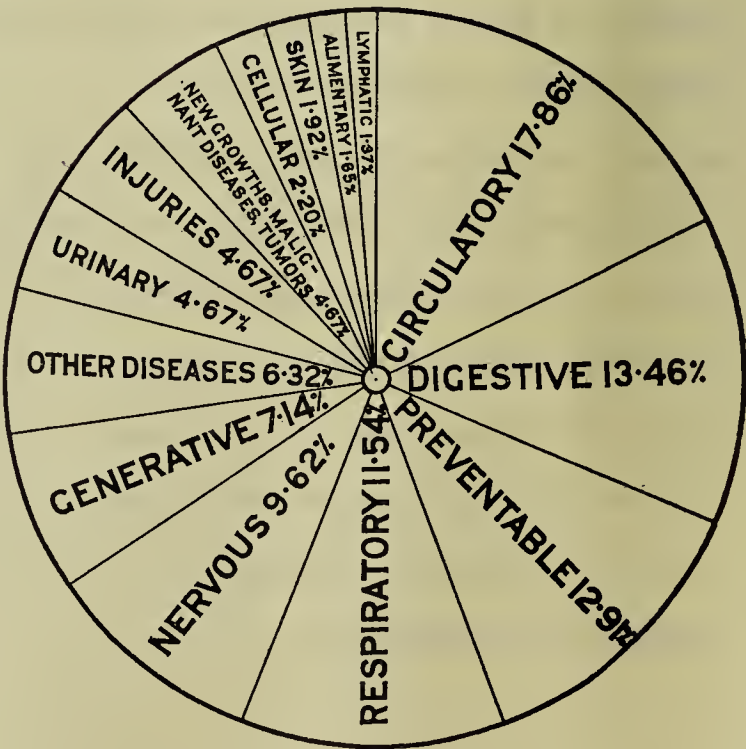 CIRCULATORY 17·86%
DIGESTIVE 13·46%
PREVENTABLE 12·91%
RESPIRATORY 11·54%
NERVOUS 9·62%
GENERATIVE 7·14%
OTHER DISEASES 6·32%
URINARY 4·67%
INJURIES 4·67%
NEW GROWTHS, MALIG-
NANT DISEASES, TUMORS 4·67%
CELLULAR 2·20%
SKIN 1·92%
ALIMENTARY 1·65%
LYMPHATIC 1·37%